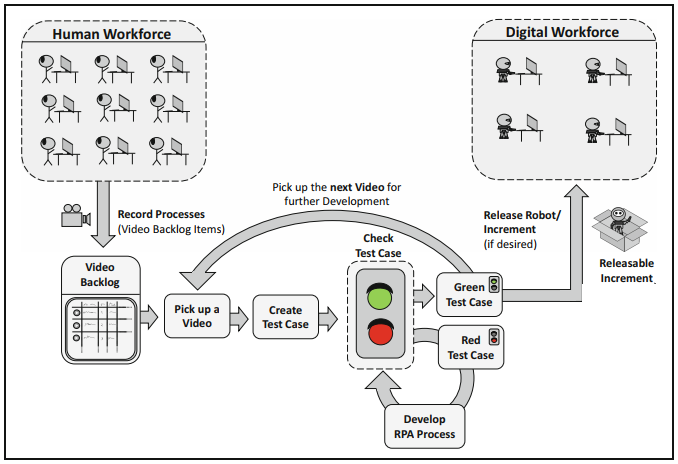 Human Workforce
Digital Workforce
Record Processes
(Video Backlog Items)
Pick up the next Video for
further Development
Release Robot/
Increment
(if desired)
Releasable
Increment
Video
Backlog
Pick up a
Video
Create
Test Case
Check
Test Case
Green
Test Case
Red
Test Case
Develop
RPA Process